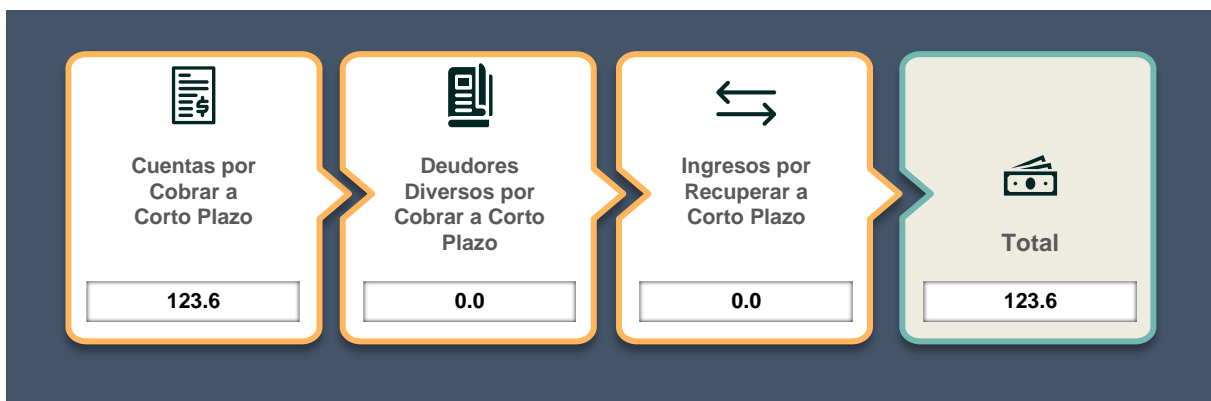 Cuentas por
Cobrar a
Corto Plazo
123.6
Deudores
Diversos por
Cobrar a Corto
Plazo
0.0
Ingresos por
Recuperar a
Corto Plazo
0.0
Total
123.6